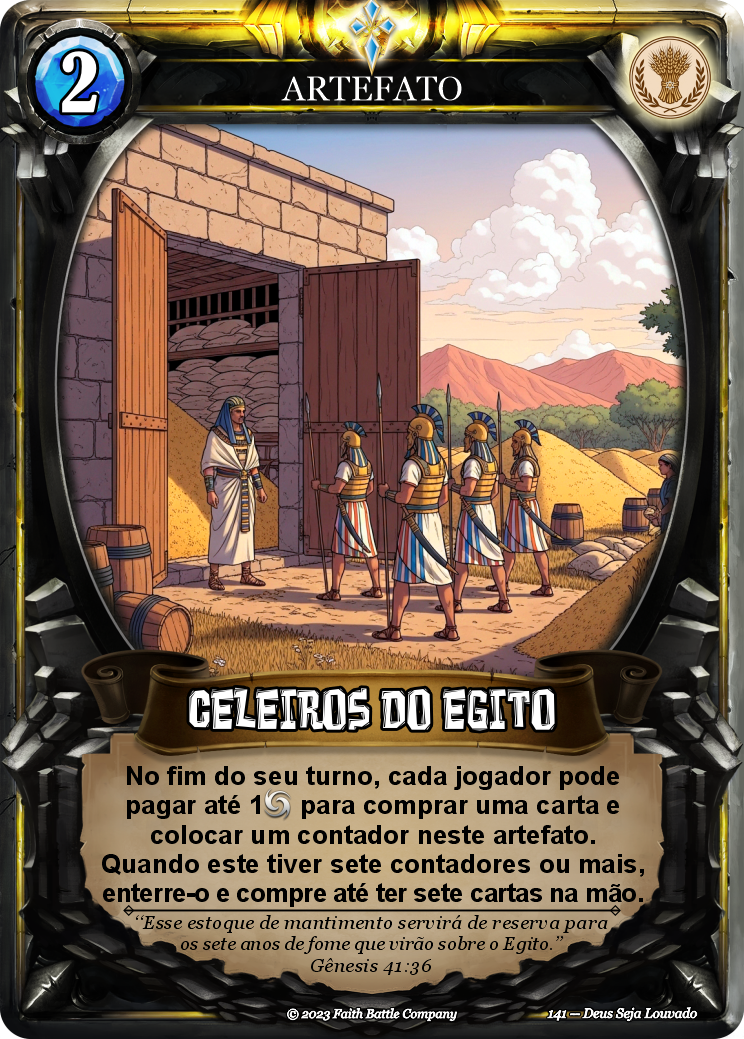 2
ARTEFATO
CELEIROS DO EGITO
No fim do seu turno, cada jogador pode
pagar até 1 para comprar uma carta e
colocar um contador neste artefato.
Quando este tiver sete contadores ou mais,
enterre-o e compre até ter sete cartas na mão.
“Esse estoque de mantimento servirá de reserva para
os sete anos de fome que virão sobre o Egito.”
Gênesis 41:36
© 2023 Faith Battle Company
141 — Deus Seja Louvado